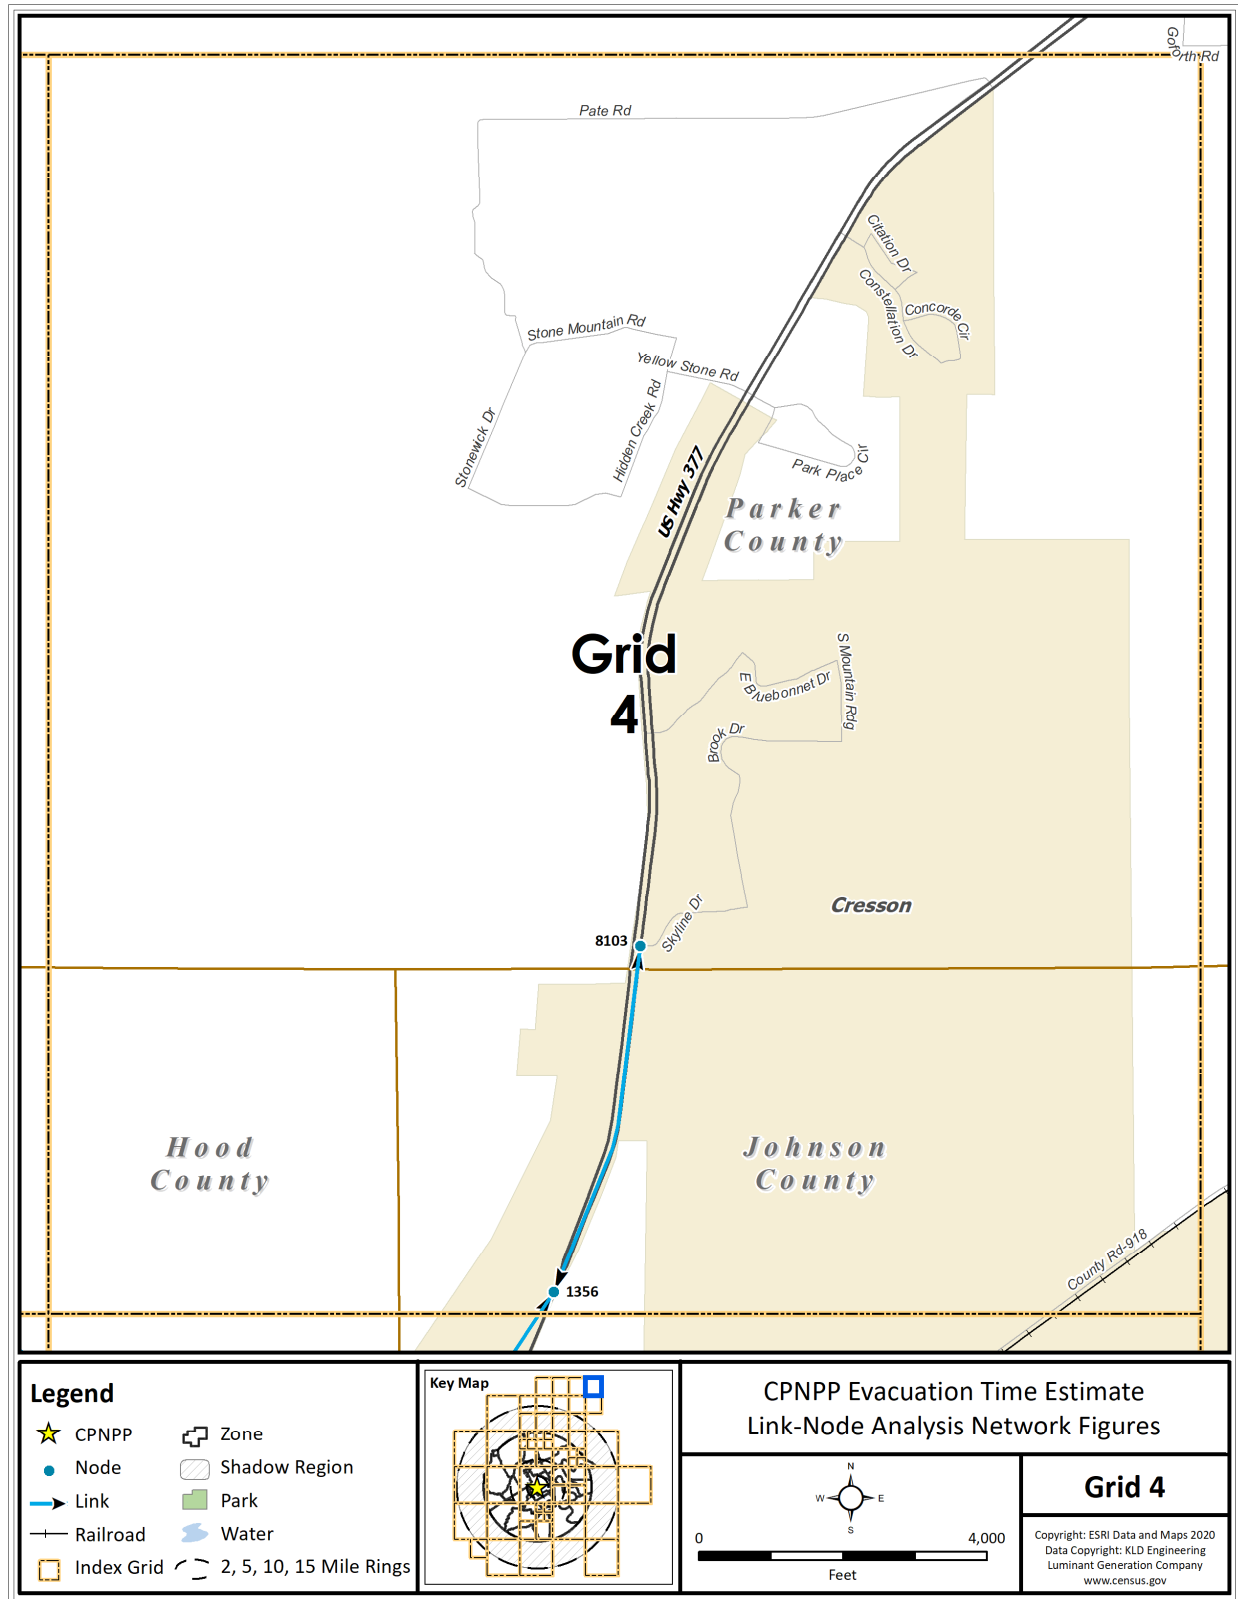 Goforth Rd
Pate Rd
Citation Dr
Constellation Dr
Concorde Cir
Stone Mountain Rd
Yellow Stone Rd
Stonewick Dr
Hidden Creek Rd
US Hwy 377
Park Place Cir
Parker
County
Grid
4
E Bluebonnet Dr
S Mountain Rdg
Brook Dr
Skyline Dr
Cresson
8103
Hood
County
Johnson
County
County Rd-918
1356
Legend
CPNPP
Node
Link
Railroad
Index Grid
Zone
Shadow Region
Park
Water
2, 5, 10, 15 Mile Rings
Key Map
CPNPP Evacuation Time Estimate
Link-Node Analysis Network Figures
N
W E
S
0 4,000
Feet
Grid 4
Copyright: ESRI Data and Maps 2020
Data Copyright: KLD Engineering
Luminant Generation Company
www.census.gov